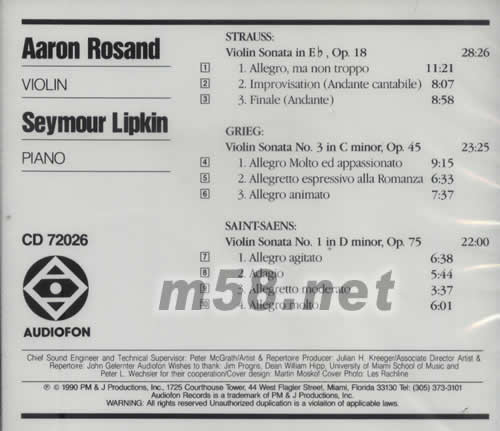 Aaron Rosand
VIOLIN
Seymour Lipkin
PIANO
CD 72026
AUDIOFON
STRAUSS:
Violin Sonata in E♭, Op. 18 28:26
1 1. Allegro, ma non troppo 11:21
2 2. Improvisation (Andante cantabile) 8:07
3 3. Finale (Andante) 8:58
GRIEG:
Violin Sonata No. 3 in C minor, Op. 45 23:25
4 1. Allegro Molto ed appassionato 9:15
5 2. Allegretto espressivo alla Romanza 6:33
6 3. Allegro animato 7:37
SAINT-SAENS:
Violin Sonata No. 1 in D minor, Op. 75 22:00
7 1. Allegro agitato 6:38
8 2. Adagio 5:44
9 3. Allegretto moderato 3:37
10 4. Allegro molto 6:01
m58.net
Chief Sound Engineer and Technical Supervisor: Peter McGrath/Artist & Repertoire Producer: Julian H. Kreeger/Associate Director Artist &
Repertoire: John Gelernter Audiofon Wishes to thank: Jim Progris, Dean William Hipp, University of Miami School of Music and
Peter L. Wechsler for their cooperation/Cover design: Martin Moskof Cover Photo: Les Rachline
℗ © 1990 PM & J Productions, Inc., 1725 Courthouse Tower, 44 West Flagler Street, Miami, Florida 33130 Tel: (305) 373-3101
Audiofon Records is a trademark of PM & J Productions, Inc.
WARNING: All rights reserved Unauthorized duplication is a violation of applicable laws.